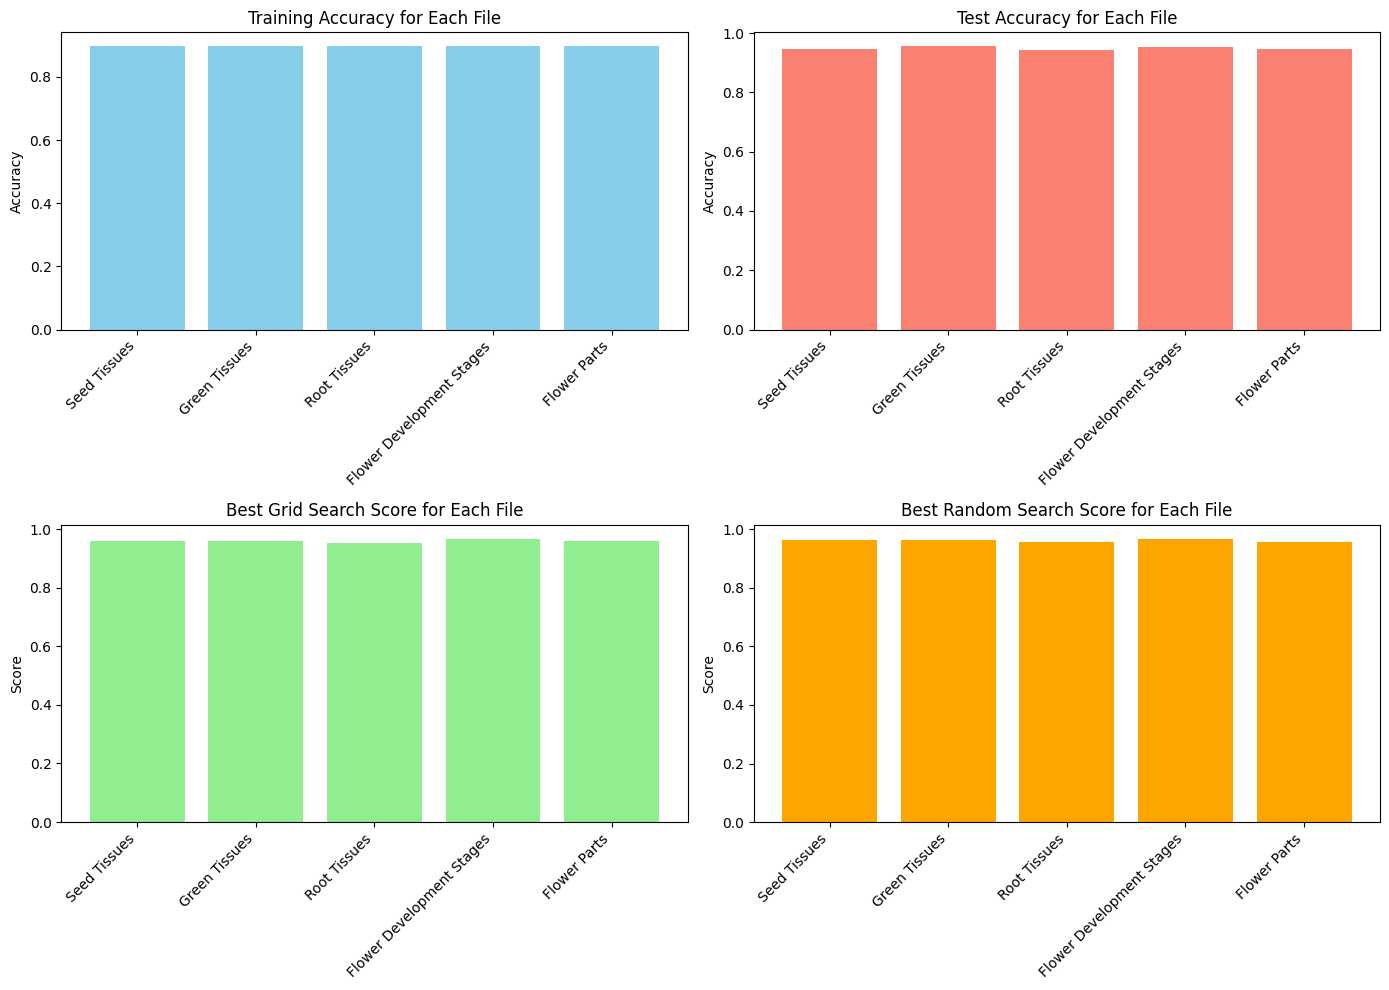 Training Accuracy for Each File
Accuracy
0.8
0.6
0.4
0.2
0.0
Seed Tissues
Green Tissues
Root Tissues
Flower Development Stages
Flower Parts
Test Accuracy for Each File
Accuracy
1.0
0.8
0.6
0.4
0.2
0.0
Seed Tissues
Green Tissues
Root Tissues
Flower Development Stages
Flower Parts
Best Grid Search Score for Each File
Score
1.0
0.8
0.6
0.4
0.2
0.0
Seed Tissues
Green Tissues
Root Tissues
Flower Development Stages
Flower Parts
Best Random Search Score for Each File
Score
1.0
0.8
0.6
0.4
0.2
0.0
Seed Tissues
Green Tissues
Root Tissues
Flower Development Stages
Flower Parts